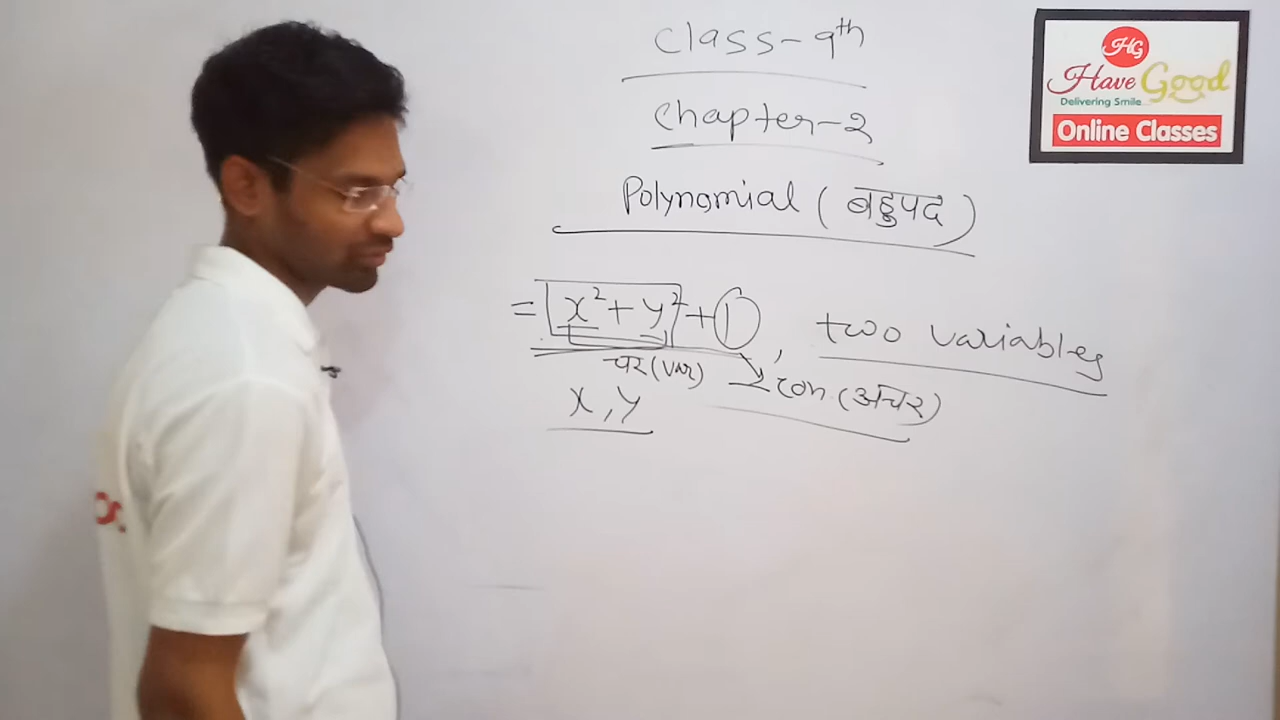 class-9th
chapter-2
Polynomial (बहुपद)
= x² + y² + 1, two variables
चर (var)
con. (अचर)
x, y
HG
Have Good
Delivering Smile
Online Classes